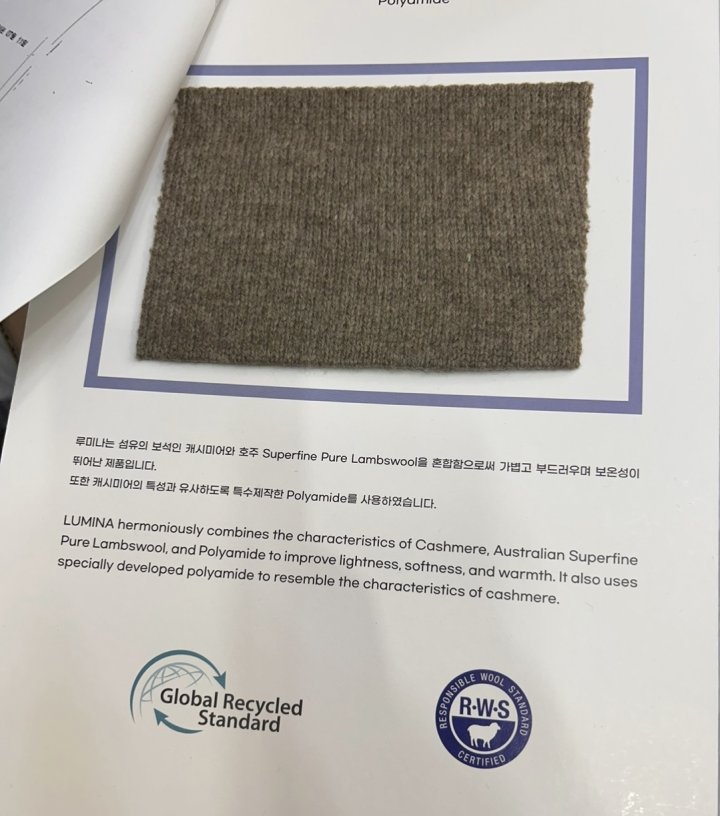 Polyamide
루미나는 섬유의 보석인 캐시미어와 호주 Superfine Pure Lambswool을 혼합함으로써 가볍고 부드러우며 보온성이
뛰어난 제품입니다.
또한 캐시미어의 특성과 유사하도록 특수제작한 Polyamide를 사용하였습니다.
LUMINA hermoniously combines the characteristics of Cashmere, Australian Superfine
Pure Lambswool, and Polyamide to improve lightness, softness, and warmth. It also uses
specially developed polyamide to resemble the characteristics of cashmere.
Global Recycled
Standard
RESPONSIBLE WOOL STANDARD
R·W·S
CERTIFIED